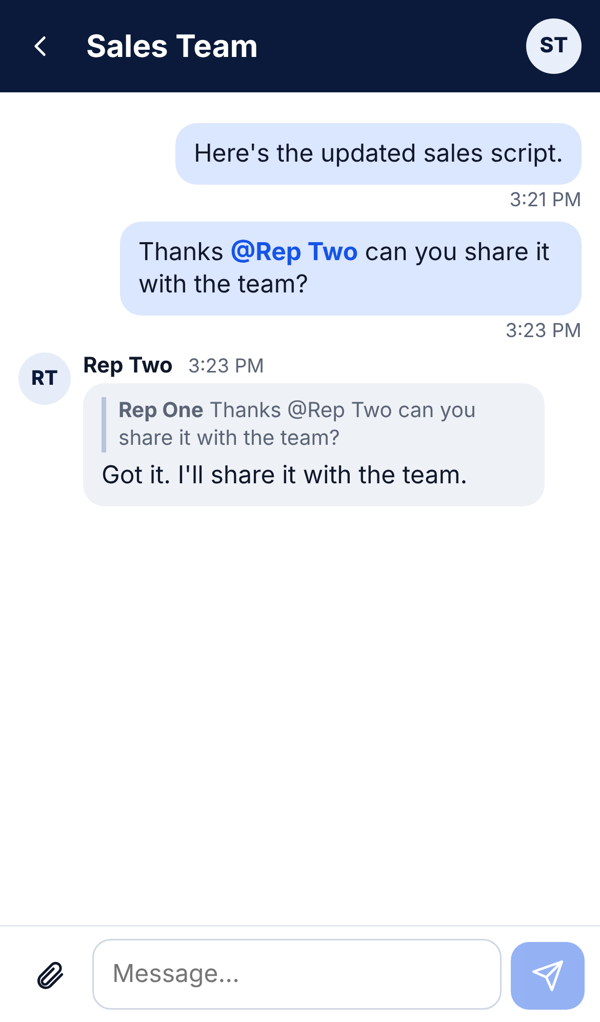 Sales Team
ST
Here's the updated sales script.
3:21 PM
Thanks @Rep Two can you share it
with the team?
3:23 PM
RT
Rep Two 3:23 PM
Rep One Thanks @Rep Two can you
share it with the team?
Got it. I'll share it with the team.
Message...